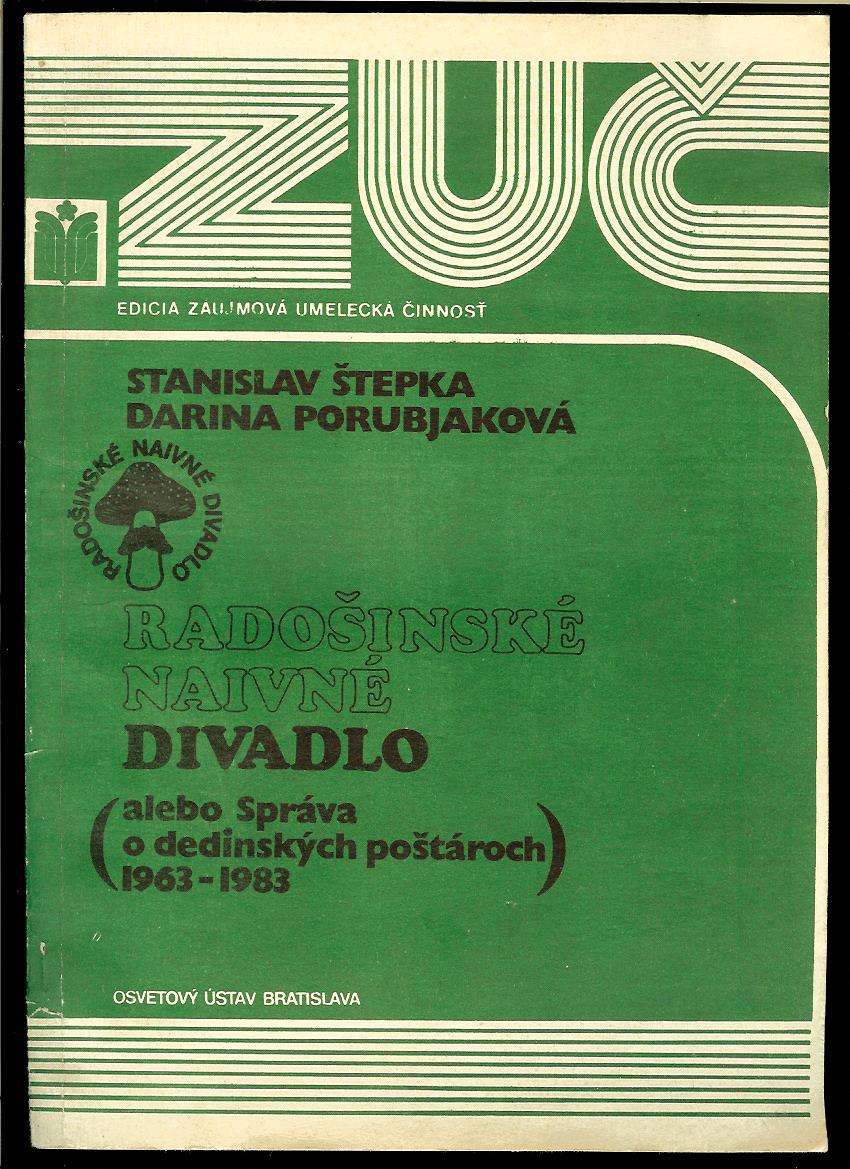 ZUČ
EDICIA ZAUJMOVÁ UMELECKÁ ČINNOSŤ
STANISLAV ŠTEPKA
DARINA PORUBJAKOVÁ
RADOŠINSKÉ NAIVNÉ DIVADLO
RADOŠINSKÉ
NAIVNÉ
DIVADLO
(alebo Správa
o dedinských poštároch
1963-1983)
OSVETOVÝ ÚSTAV BRATISLAVA